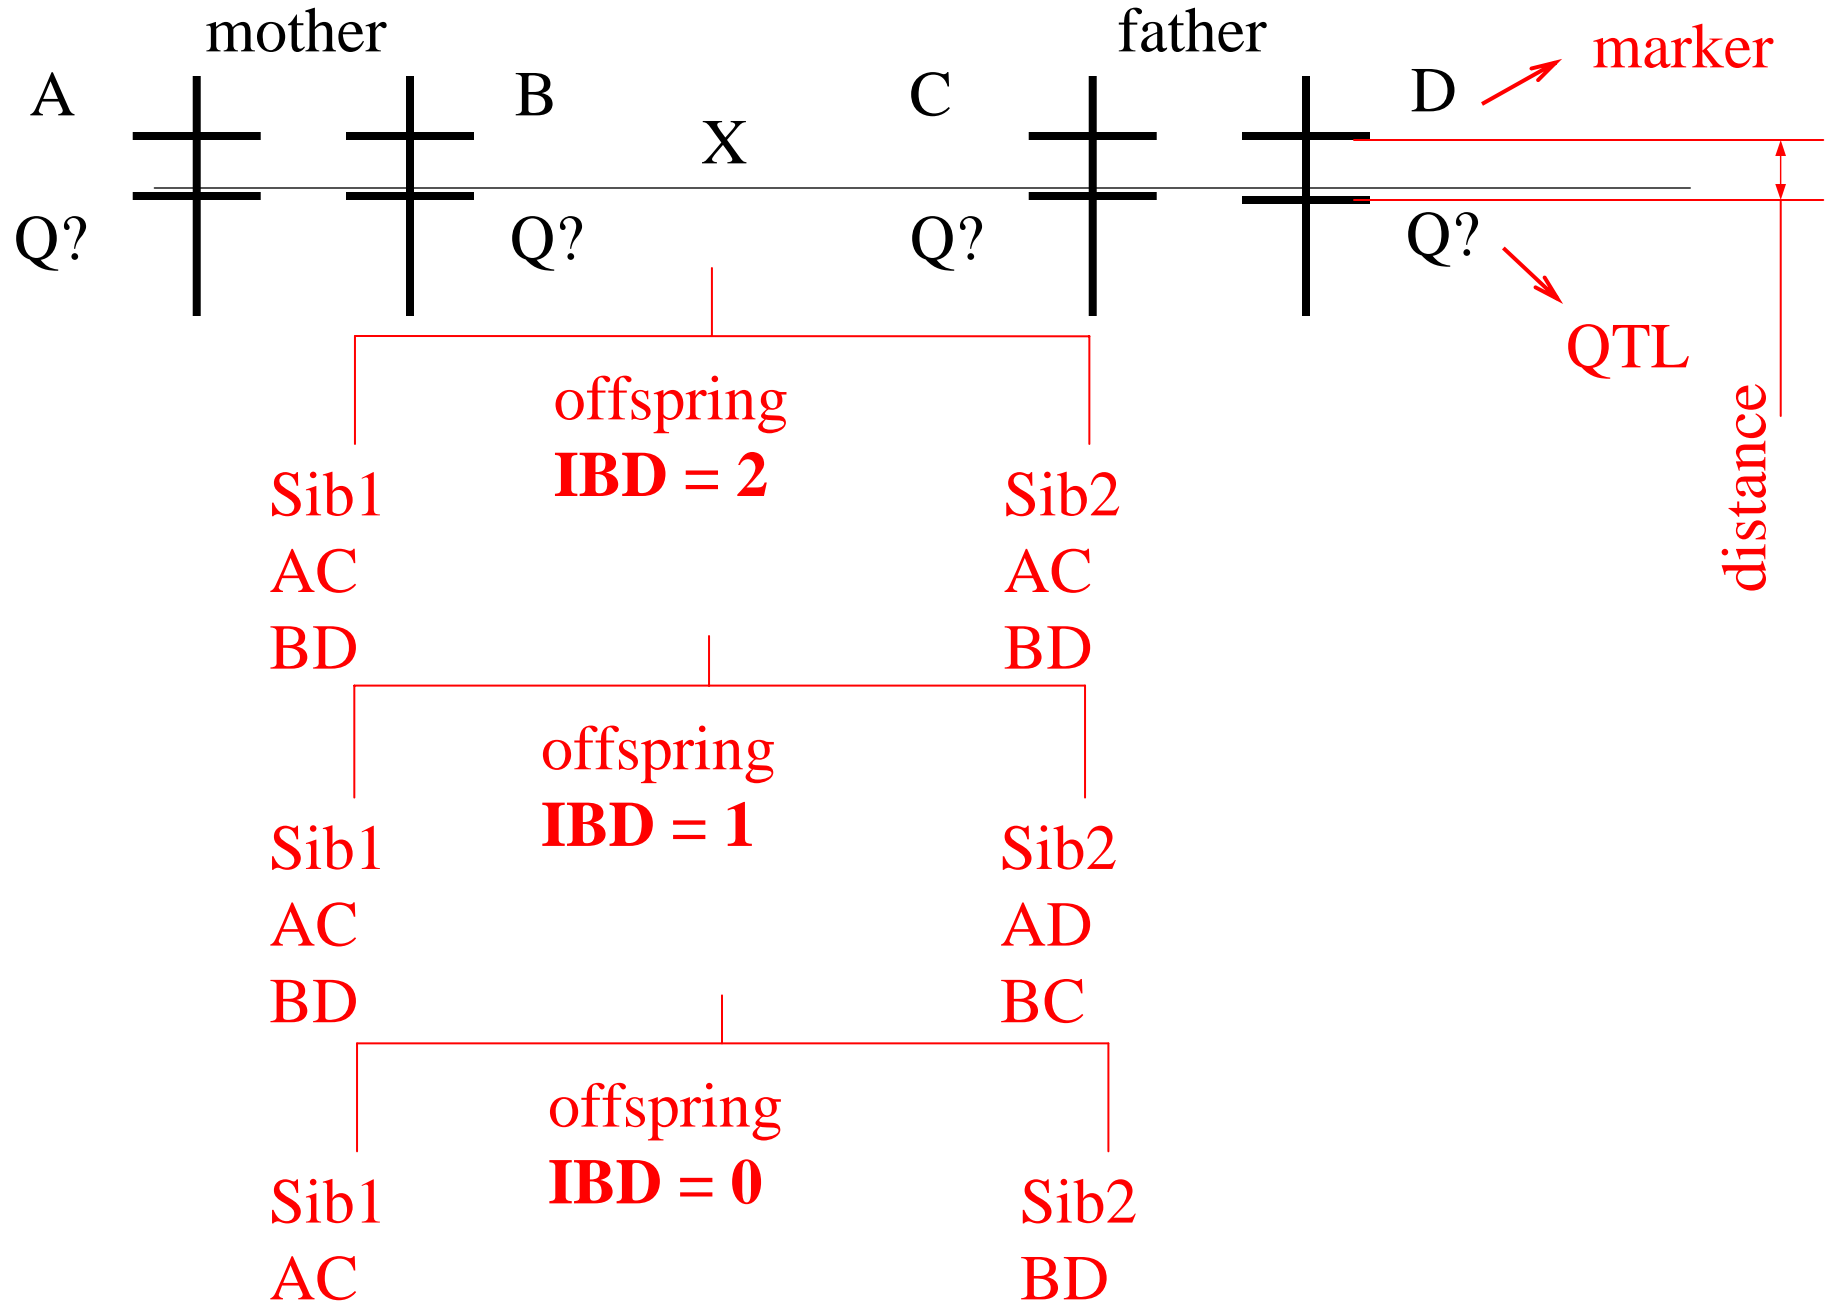 mother father
marker
A B C D
X
Q? Q? Q? Q?
QTL
distance
offspring
IBD = 2
Sib1 Sib2
AC AC
BD BD
offspring
IBD = 1
Sib1 Sib2
AC AD
BD BC
offspring
IBD = 0
Sib1 Sib2
AC BD